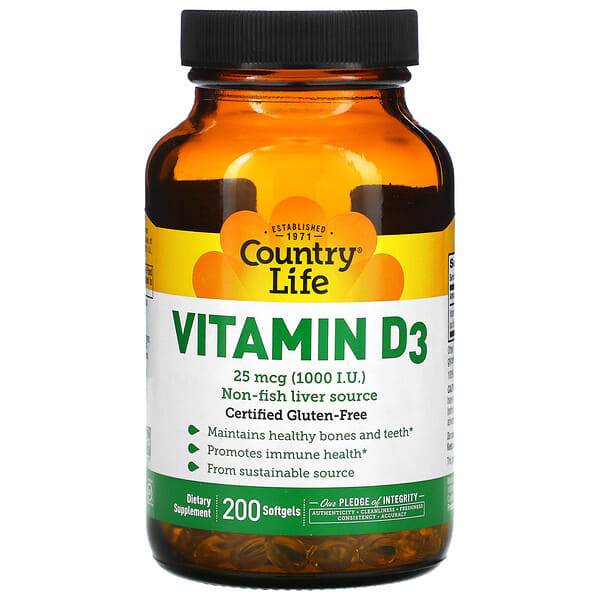 ESTABLISHED
1971
Country®
Life
VITAMIN D3
25 mcg (1000 I.U.)
Non-fish liver source
Certified Gluten-Free
Maintains healthy bones and teeth*
Promotes immune health*
From sustainable source
Dietary
Supplement
200 Softgels
Our PLEDGE of INTEGRITY
AUTHENTICITY • CLEANLINESS • FRESHNESS
CONSISTENCY • ACCURACY